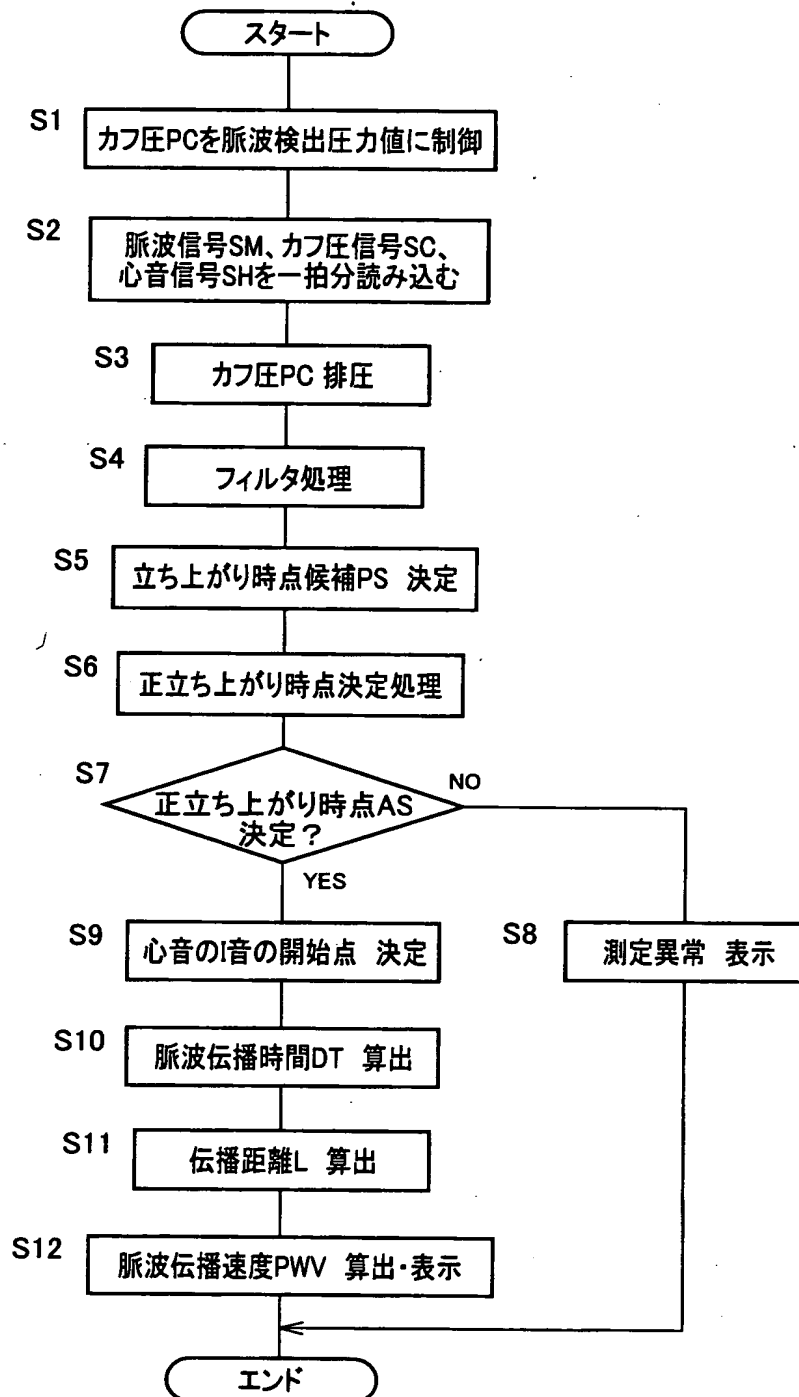 スタート
S1
カフ圧PCを脈波検出圧力値に制御
S2
脈波信号SM、カフ圧信号SC、
心音信号SHを一拍分読み込む
S3
カフ圧PC 排圧
S4
フィルタ処理
S5
立ち上がり時点候補PS 決定
S6
正立ち上がり時点決定処理
S7
正立ち上がり時点AS
決定?
NO
YES
S9
心音のI音の開始点 決定
S8
測定異常 表示
S10
脈波伝播時間DT 算出
S11
伝播距離L 算出
S12
脈波伝播速度PWV 算出・表示
エンド